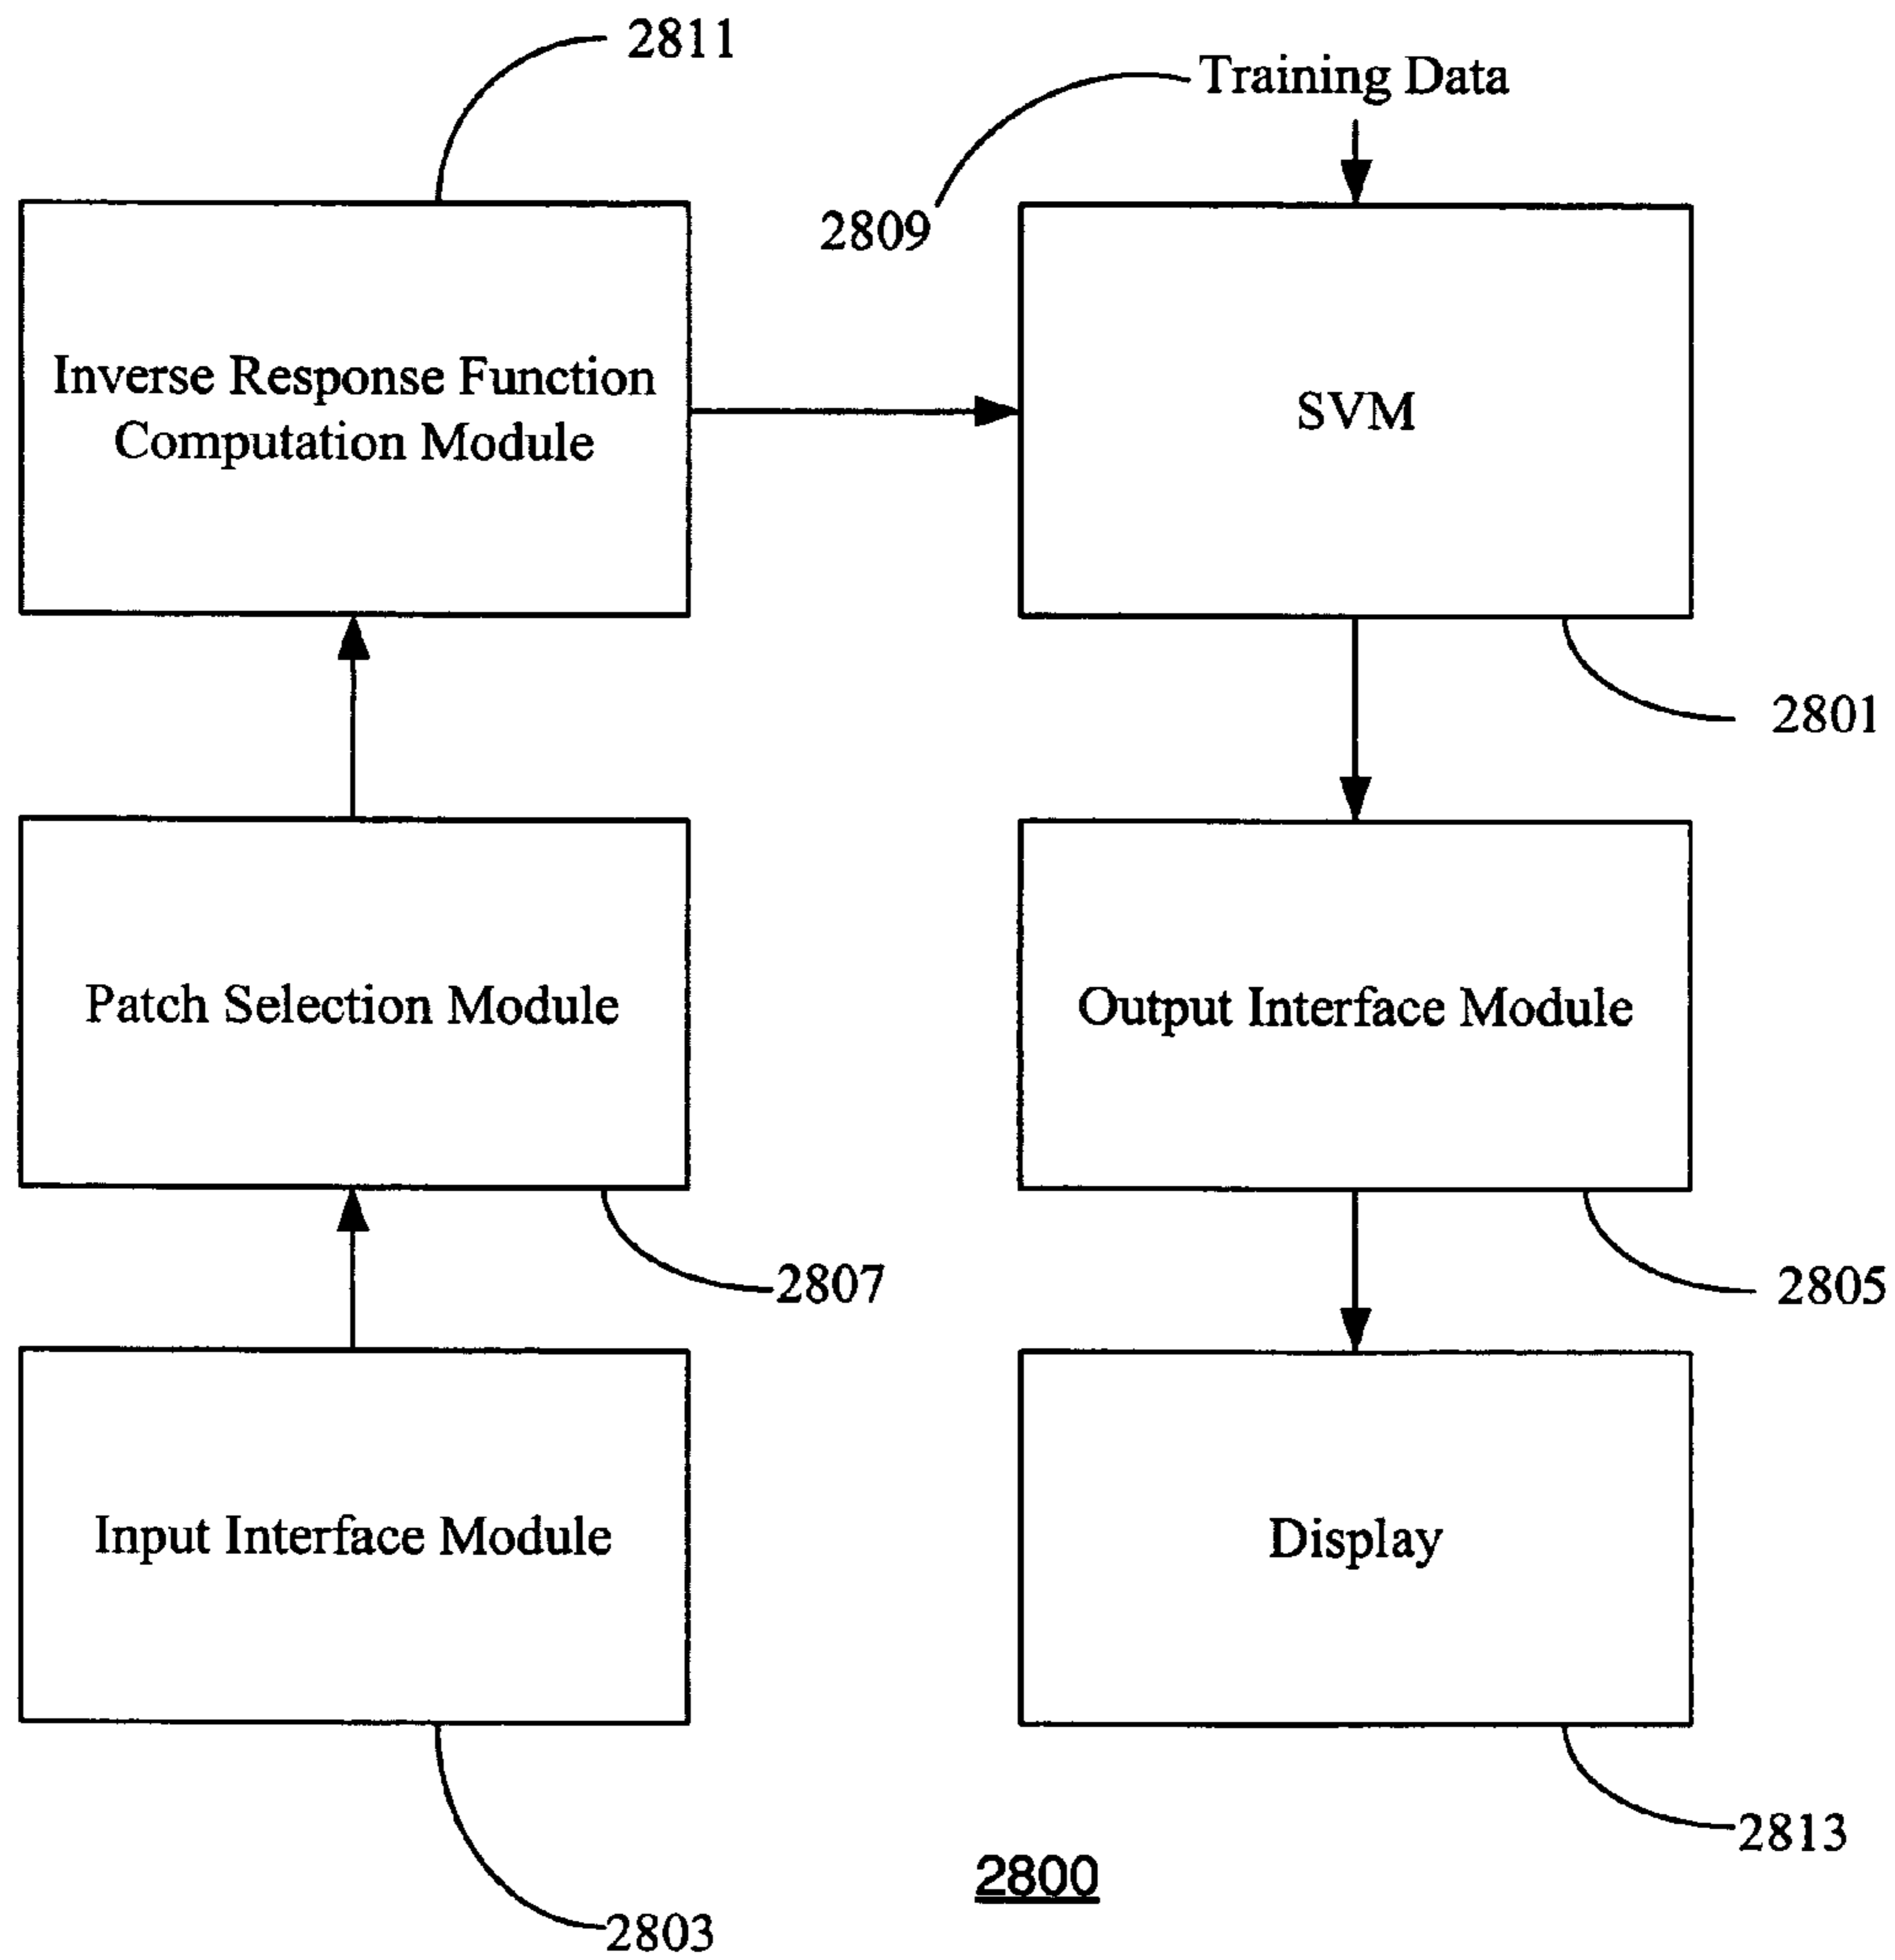 2811
Training Data
2809
Inverse Response Function
Computation Module
SVM
2801
Patch Selection Module
Output Interface Module
2807
2805
Input Interface Module
Display
2813
2800
2803